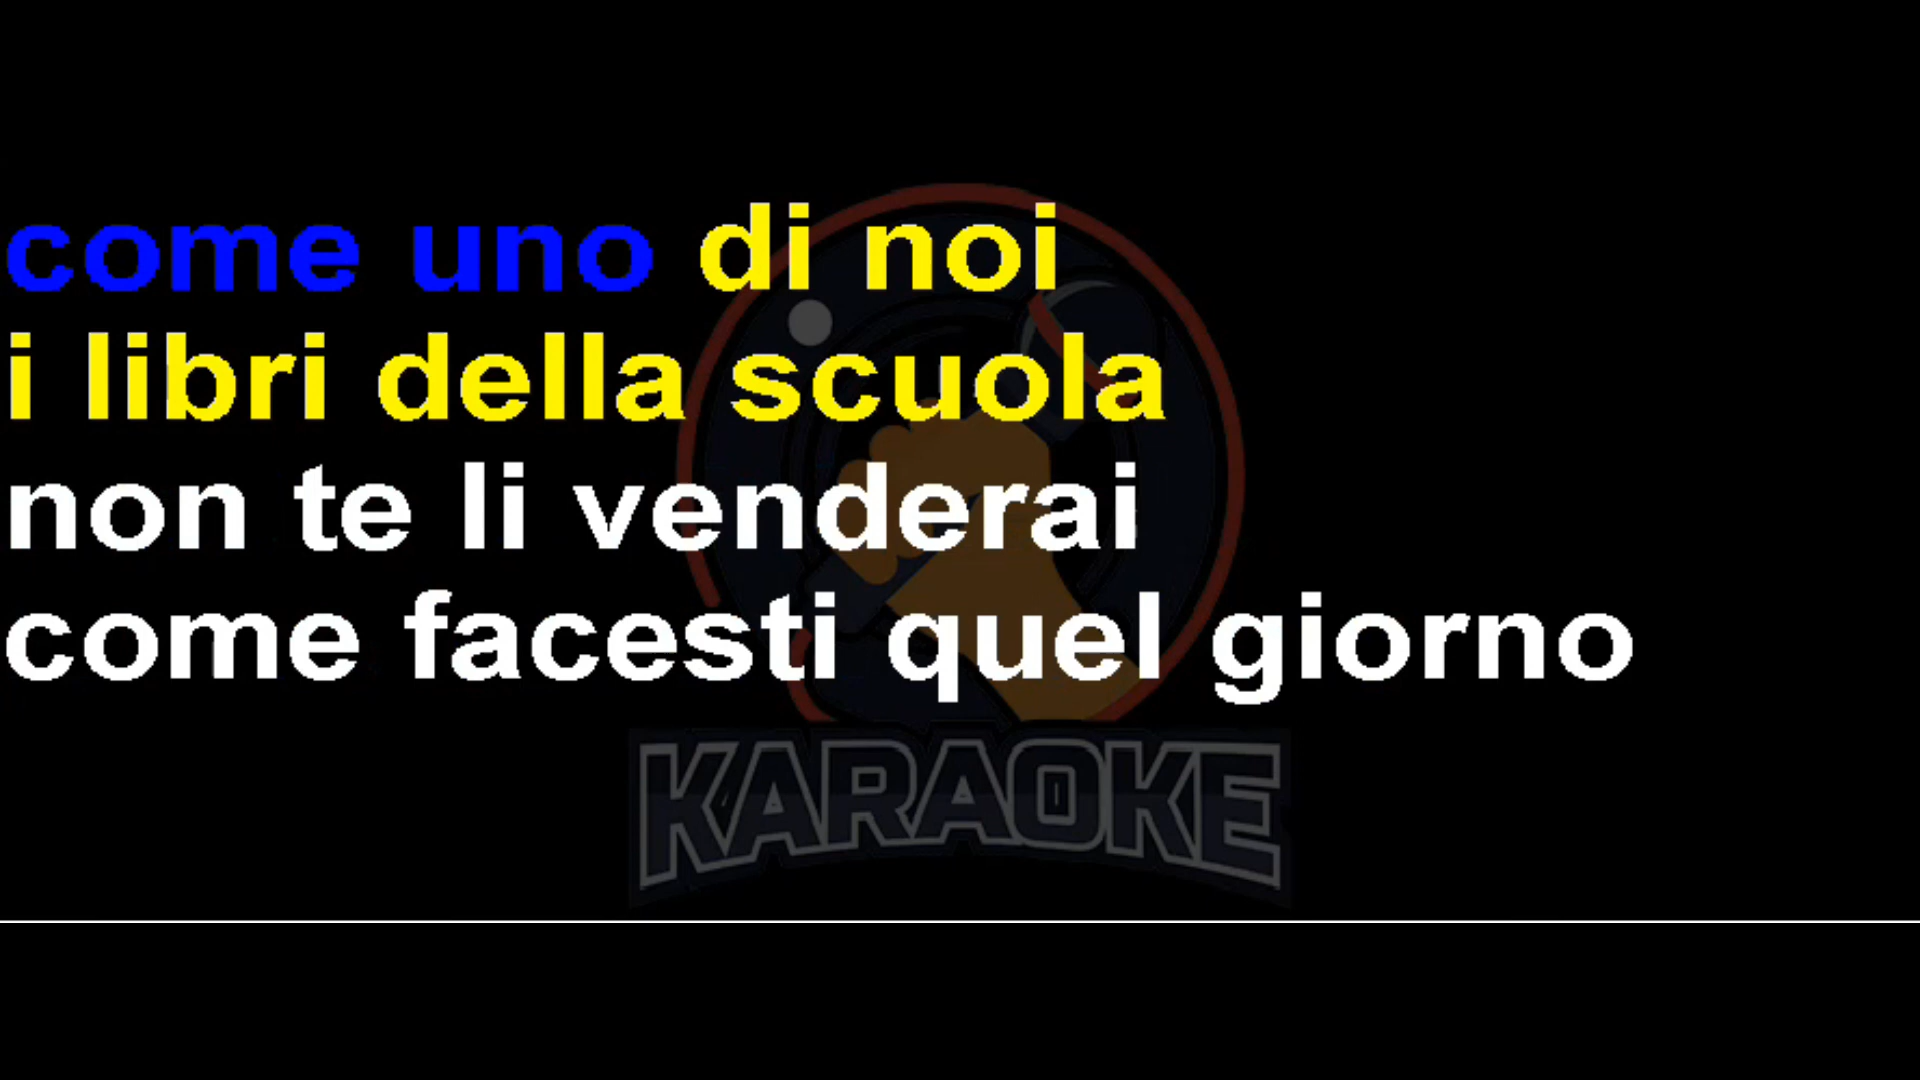 come uno di noi
i libri della scuola
non te li venderai
come facesti quel giorno
KARAOKE